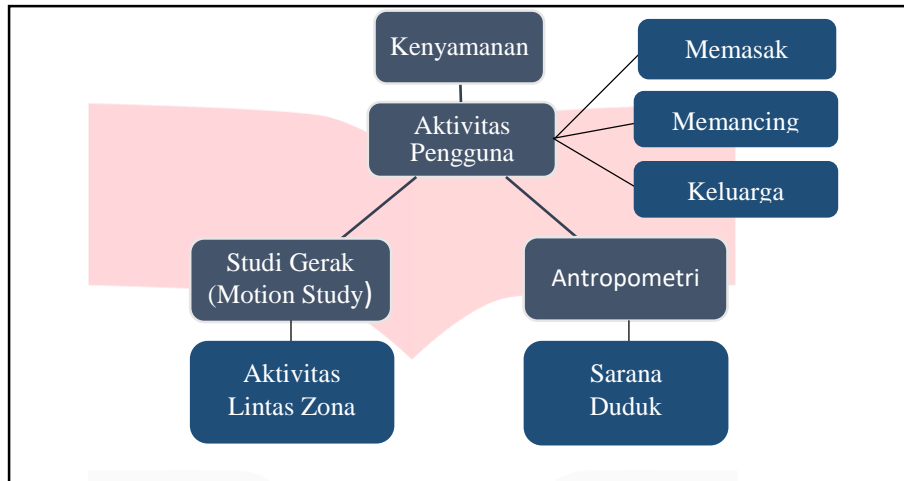 Kenyamanan
Aktivitas
Pengguna
Memasak
Memancing
Keluarga
Studi Gerak
(Motion Study)
Antropometri
Aktivitas
Lintas Zona
Sarana
Duduk